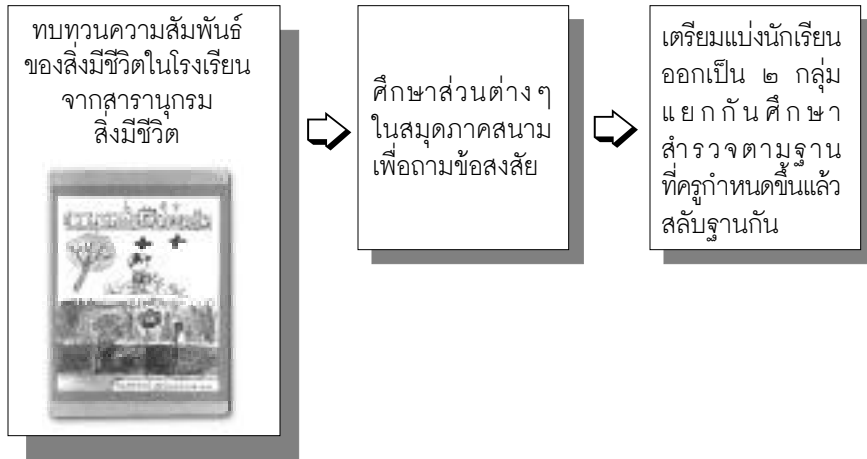 ทบทวนความสัมพันธ์
ของสิ่งมีชีวิตในโรงเรียน
จากสารานุกรม
สิ่งมีชีวิต
ศึกษาส่วนต่างๆ
ในสมุดภาคสนาม
เพื่อถามข้อสงสัย
เตรียมแบ่งนักเรียน
ออกเป็น ๒ กลุ่ม
แยกกันศึกษา
สำรวจตามฐาน
ที่ครูกำหนดขึ้นแล้ว
สลับฐานกัน